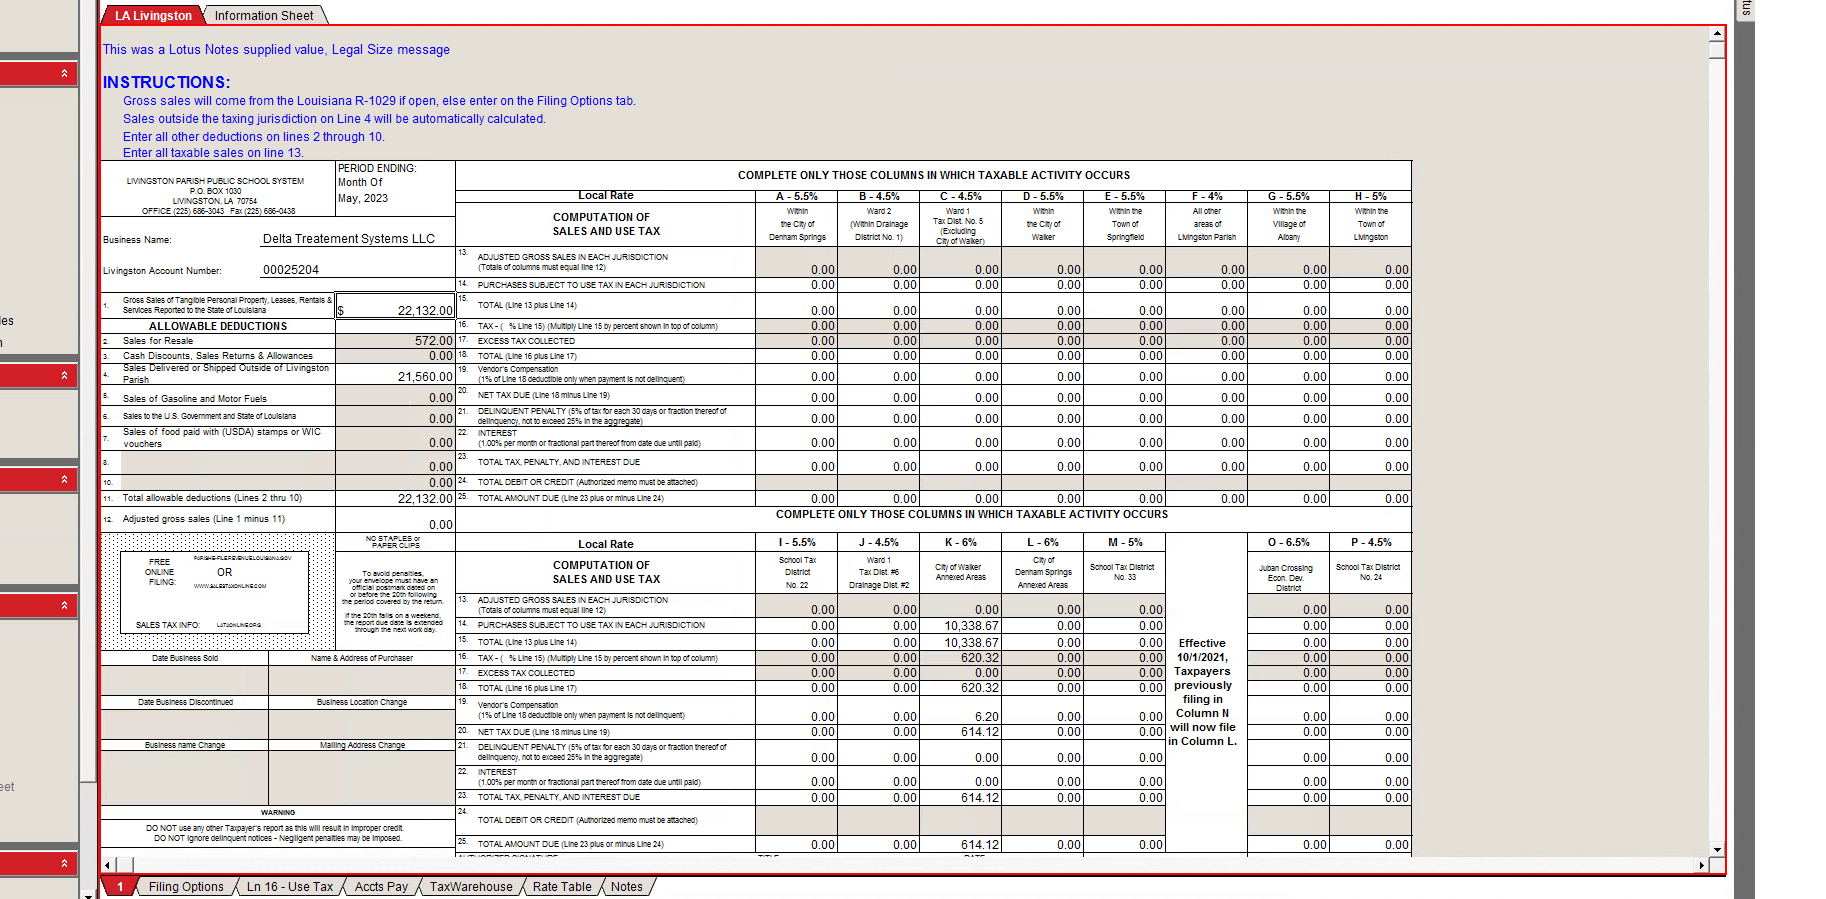 LA Livingston Information Sheet
This was a Lotus Notes supplied value, Legal Size message
INSTRUCTIONS:
Gross sales will come from the Louisiana R-1029 if open, else enter on the Filing Options tab.
Sales outside the taxing jurisdiction on Line 4 will be automatically calculated.
Enter all other deductions on lines 2 through 10.
Enter all taxable sales on line 13.
LIVINGSTON PARISH PUBLIC SCHOOL SYSTEM
P.O. BOX 1030
LIVINGSTON, LA 70754
OFFICE (225) 686-3043 Fax (225) 686-0438
PERIOD ENDING:
Month Of
May, 2023
Business Name: Delta Treatement Systems LLC
Livingston Account Number: 00025204
1. Gross Sales of Tangible Personal Property, Leases, Rentals &
Services Reported to the State of Louisiana
$ 22,132.00
ALLOWABLE DEDUCTIONS
2. Sales for Resale 572.00
3. Cash Discounts, Sales Returns & Allowances 0.00
4. Sales Delivered or Shipped Outside of Livingston
Parish 21,560.00
5. Sales of Gasoline and Motor Fuels 0.00
6. Sales to the U.S. Government and State of Louisiana 0.00
7. Sales of food paid with (USDA) stamps or WIC
vouchers 0.00
8. 0.00
10. 0.00
11. Total allowable deductions (Lines 2 thru 10) 22,132.00
12. Adjusted gross sales (Line 1 minus 11) 0.00
FREE
ONLINE
FILING:
PARISHE-FILE.REVENUE.LOUISIANA.GOV
OR
WWW.SALESTAXONLINE.COM
SALES TAX INFO: LATAONLINE.ORG
NO STAPLES or
PAPER CLIPS
To avoid penalties,
your envelope must have an
official postmark dated on
or before the 20th following
the period covered by the return.
If the 20th falls on a weekend,
the report due date is extended
through the next work day.
Date Business Sold Name & Address of Purchaser
Date Business Discontinued Business Location Change
Business name Change Mailing Address Change
WARNING
DO NOT use any other Taxpayer's report as this will result in improper credit.
DO NOT ignore delinquent notices - Negligent penalties may be imposed.
COMPLETE ONLY THOSE COLUMNS IN WHICH TAXABLE ACTIVITY OCCURS
Local Rate A - 5.5% B - 4.5% C - 4.5% D - 5.5% E - 5.5% F - 4% G - 5.5% H - 5%
COMPUTATION OF
SALES AND USE TAX
Within
the City of
Denham Springs
Ward 2
(Within Drainage
District No. 1)
Ward 1
Tax Dist. No. 5
(Excluding
City of Walker)
Within
the City of
Walker
Within the
Town of
Springfield
All other
areas of
Livingston Parish
Within the
Village of
Albany
Within the
Town of
Livingston
13. ADJUSTED GROSS SALES IN EACH JURISDICTION
(Totals of columns must equal line 12) 0.00 0.00 0.00 0.00 0.00 0.00 0.00 0.00
14. PURCHASES SUBJECT TO USE TAX IN EACH JURISDICTION 0.00 0.00 0.00 0.00 0.00 0.00 0.00 0.00
15. TOTAL (Line 13 plus Line 14) 0.00 0.00 0.00 0.00 0.00 0.00 0.00 0.00
16. TAX - ( % Line 15) (Multiply Line 15 by percent shown in top of column) 0.00 0.00 0.00 0.00 0.00 0.00 0.00 0.00
17. EXCESS TAX COLLECTED 0.00 0.00 0.00 0.00 0.00 0.00 0.00 0.00
18. TOTAL (Line 16 plus Line 17) 0.00 0.00 0.00 0.00 0.00 0.00 0.00 0.00
19. Vendor's Compensation
(1% of Line 18 deductible only when payment is not delinquent) 0.00 0.00 0.00 0.00 0.00 0.00 0.00 0.00
20. NET TAX DUE (Line 18 minus Line 19) 0.00 0.00 0.00 0.00 0.00 0.00 0.00 0.00
21. DELINQUENT PENALTY (5% of tax for each 30 days or fraction thereof of
delinquency, not to exceed 25% in the aggregate) 0.00 0.00 0.00 0.00 0.00 0.00 0.00 0.00
22. INTEREST
(1.00% per month or fractional part thereof from date due until paid) 0.00 0.00 0.00 0.00 0.00 0.00 0.00 0.00
23. TOTAL TAX, PENALTY, AND INTEREST DUE 0.00 0.00 0.00 0.00 0.00 0.00 0.00 0.00
24. TOTAL DEBIT OR CREDIT (Authorized memo must be attached)
25. TOTAL AMOUNT DUE (Line 23 plus or minus Line 24) 0.00 0.00 0.00 0.00 0.00 0.00 0.00 0.00
COMPLETE ONLY THOSE COLUMNS IN WHICH TAXABLE ACTIVITY OCCURS
Local Rate I - 5.5% J - 4.5% K - 6% L - 6% M - 5% O - 6.5% P - 4.5%
COMPUTATION OF
SALES AND USE TAX
School Tax
District
No. 22
Ward 1
Tax Dist. #6
Drainage Dist. #2
City of Walker
Annexed Areas
City of
Denham Springs
Annexed Areas
School Tax District
No. 33
Juban Crossing
Econ. Dev.
District
School Tax District
No. 24
13. ADJUSTED GROSS SALES IN EACH JURISDICTION
(Totals of columns must equal line 12) 0.00 0.00 0.00 0.00 0.00 0.00 0.00
14. PURCHASES SUBJECT TO USE TAX IN EACH JURISDICTION 0.00 0.00 10,338.67 0.00 0.00 0.00 0.00
15. TOTAL (Line 13 plus Line 14) 0.00 0.00 10,338.67 0.00 0.00 0.00 0.00
16. TAX - ( % Line 15) (Multiply Line 15 by percent shown in top of column) 0.00 0.00 620.32 0.00 0.00 0.00 0.00
17. EXCESS TAX COLLECTED 0.00 0.00 0.00 0.00 0.00 0.00 0.00
18. TOTAL (Line 16 plus Line 17) 0.00 0.00 620.32 0.00 0.00 0.00 0.00
19. Vendor's Compensation
(1% of Line 18 deductible only when payment is not delinquent) 0.00 0.00 6.20 0.00 0.00 0.00 0.00
20. NET TAX DUE (Line 18 minus Line 19) 0.00 0.00 614.12 0.00 0.00 0.00 0.00
21. DELINQUENT PENALTY (5% of tax for each 30 days or fraction thereof of
delinquency, not to exceed 25% in the aggregate) 0.00 0.00 0.00 0.00 0.00 0.00 0.00
22. INTEREST
(1.00% per month or fractional part thereof from date due until paid) 0.00 0.00 0.00 0.00 0.00 0.00 0.00
23. TOTAL TAX, PENALTY, AND INTEREST DUE 0.00 0.00 614.12 0.00 0.00 0.00 0.00
24. TOTAL DEBIT OR CREDIT (Authorized memo must be attached)
25. TOTAL AMOUNT DUE (Line 23 plus or minus Line 24) 0.00 0.00 614.12 0.00 0.00 0.00 0.00
Effective
10/1/2021,
Taxpayers
previously
filing in
Column N
will now file
in Column L.
1 Filing Options Ln 16 - Use Tax Accts Pay TaxWarehouse Rate Table Notes